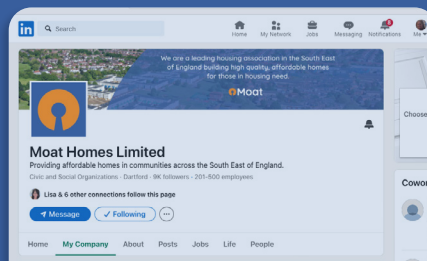 in
Search
Home
My Network
Jobs
Messaging
Notifications
Me
We are a leading housing association in the South East
of England building high quality, affordable homes
for those in housing need.
Moat
Choose
Moat Homes Limited
Providing affordable homes in communities across the South East of England.
Civic and Social Organizations · Dartford · 9K followers · 201-500 employees
Lisa & 6 other connections follow this page
Message
Following
Cowor
Home
My Company
About
Posts
Jobs
Life
People